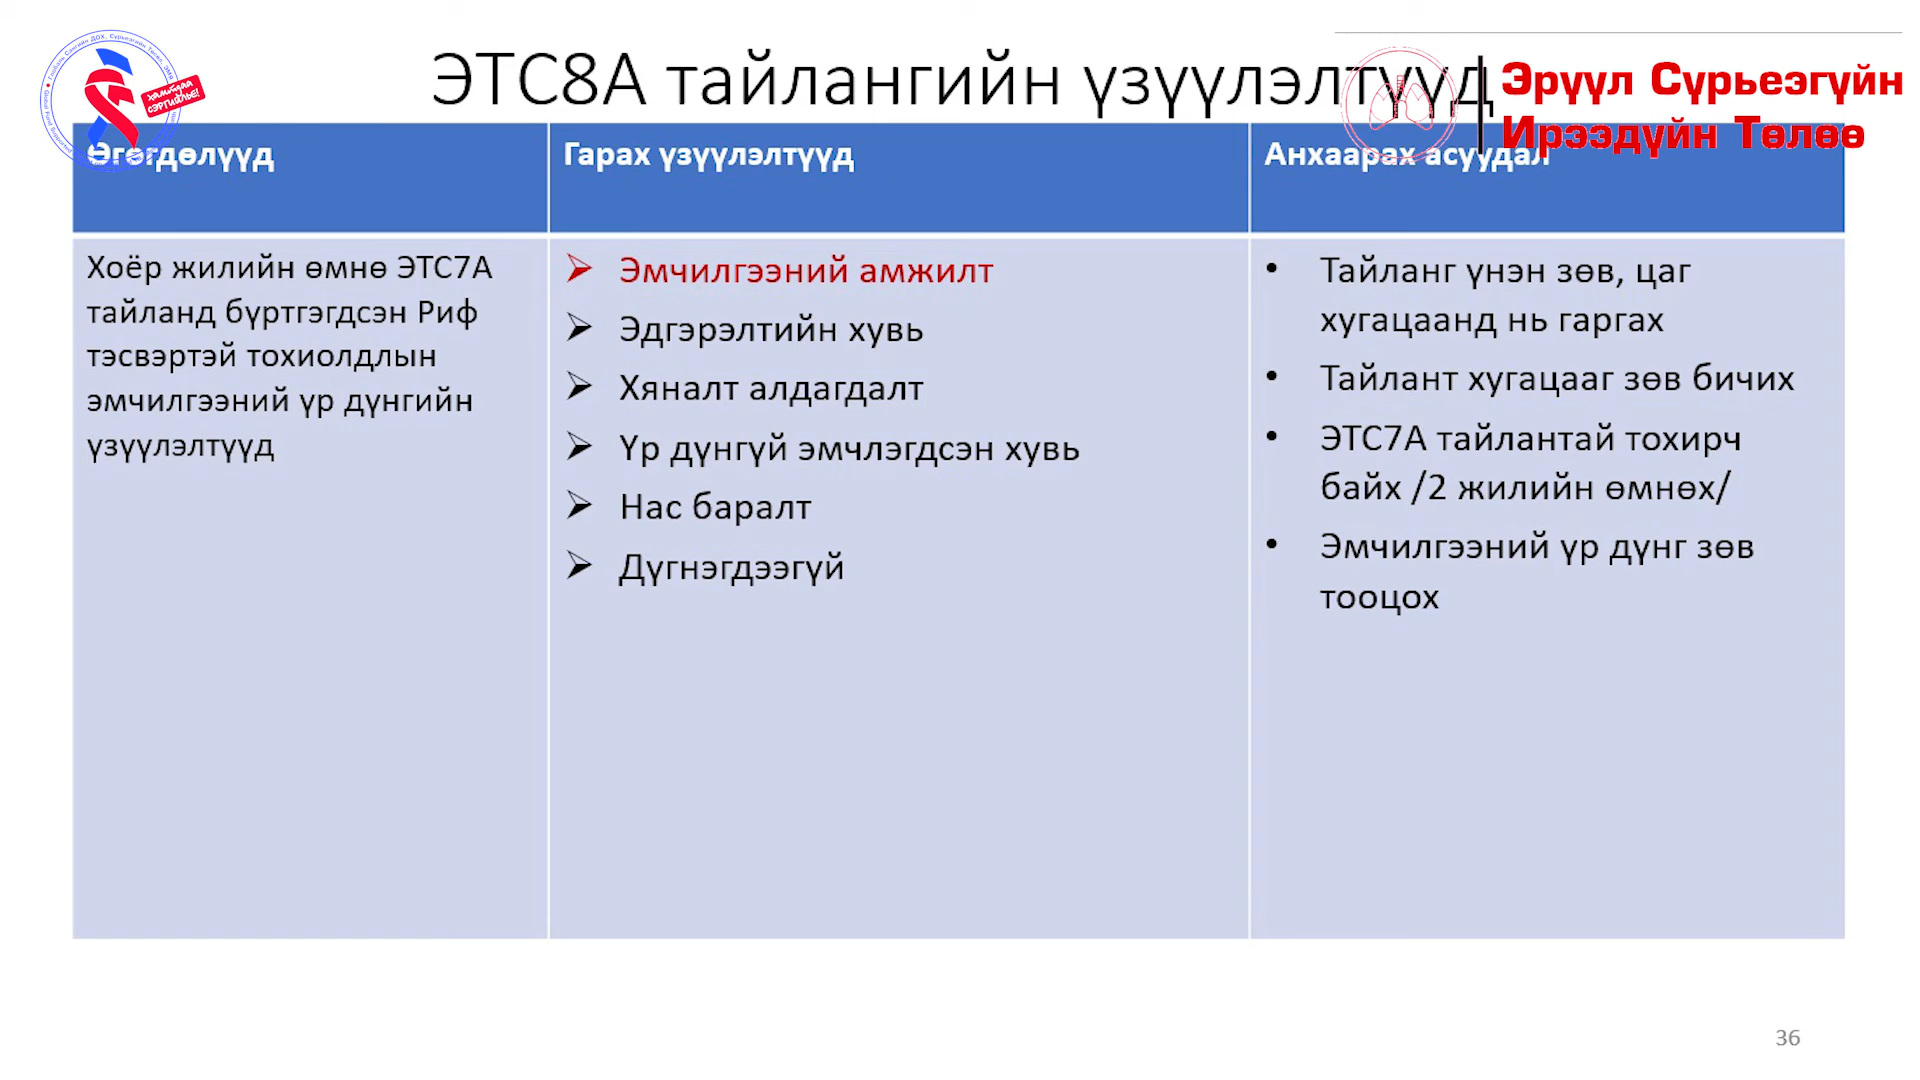 ЭТС8А тайлангийн үзүүлэлтүүд
Эрүүл Сүрьеэгүйн
Ирээдүйн Төлөө
ХАМТДАА
СЭРГИЙЛЬЕ!
Өгөгдөлүүд
Гарах үзүүлэлтүүд
Анхаарах асуудал
Хоёр жилийн өмнө ЭТС7А
тайланд бүртгэгдсэн Риф
тэсвэртэй тохиолдлын
эмчилгээний үр дүнгийн
үзүүлэлтүүд
➢ Эмчилгээний амжилт
➢ Эдгэрэлтийн хувь
➢ Хяналт алдагдалт
➢ Үр дүнгүй эмчлэгдсэн хувь
➢ Нас баралт
➢ Дүгнэгдээгүй
• Тайланг үнэн зөв, цаг
хугацаанд нь гаргах
• Тайлант хугацааг зөв бичих
• ЭТС7А тайлантай тохирч
байх /2 жилийн өмнөх/
• Эмчилгээний үр дүнг зөв
тооцох
36